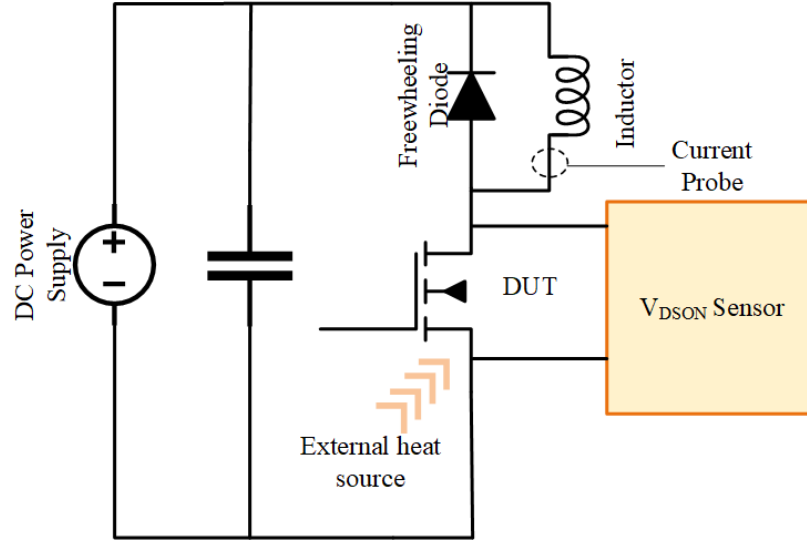 Freewheeling
Diode
Inductor
Current
Probe
DC Power
Supply
+
−
DUT
VDSON Sensor
External heat
source